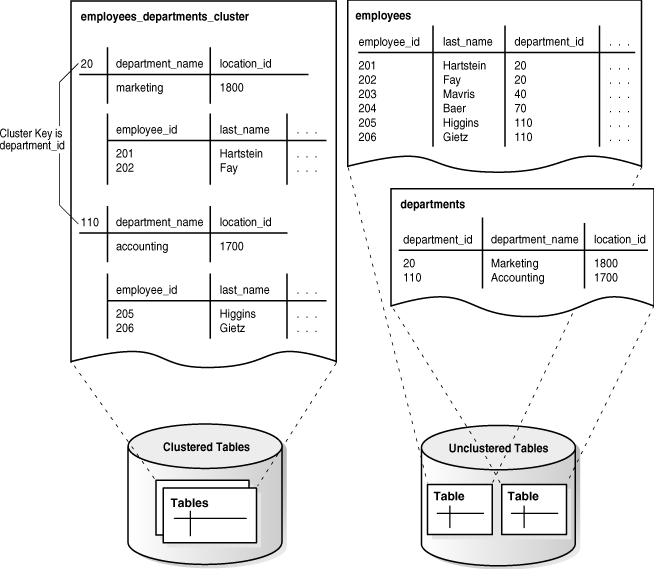 employees_departments_cluster
20 department_name location_id
marketing 1800
Cluster Key is
department_id
employee_id last_name . . .
201 Hartstein . . .
202 Fay . . .
110 department_name location_id
accounting 1700
employee_id last_name . . .
205 Higgins . . .
206 Gietz . . .
employees
employee_id last_name department_id . . .
201 Hartstein 20 . . .
202 Fay 20 . . .
203 Mavris 40 . . .
204 Baer 70 . . .
205 Higgins 110 . . .
206 Gietz 110 . . .
departments
department_id department_name location_id
20 Marketing 1800
110 Accounting 1700
Clustered Tables
Tables
Unclustered Tables
Table Table